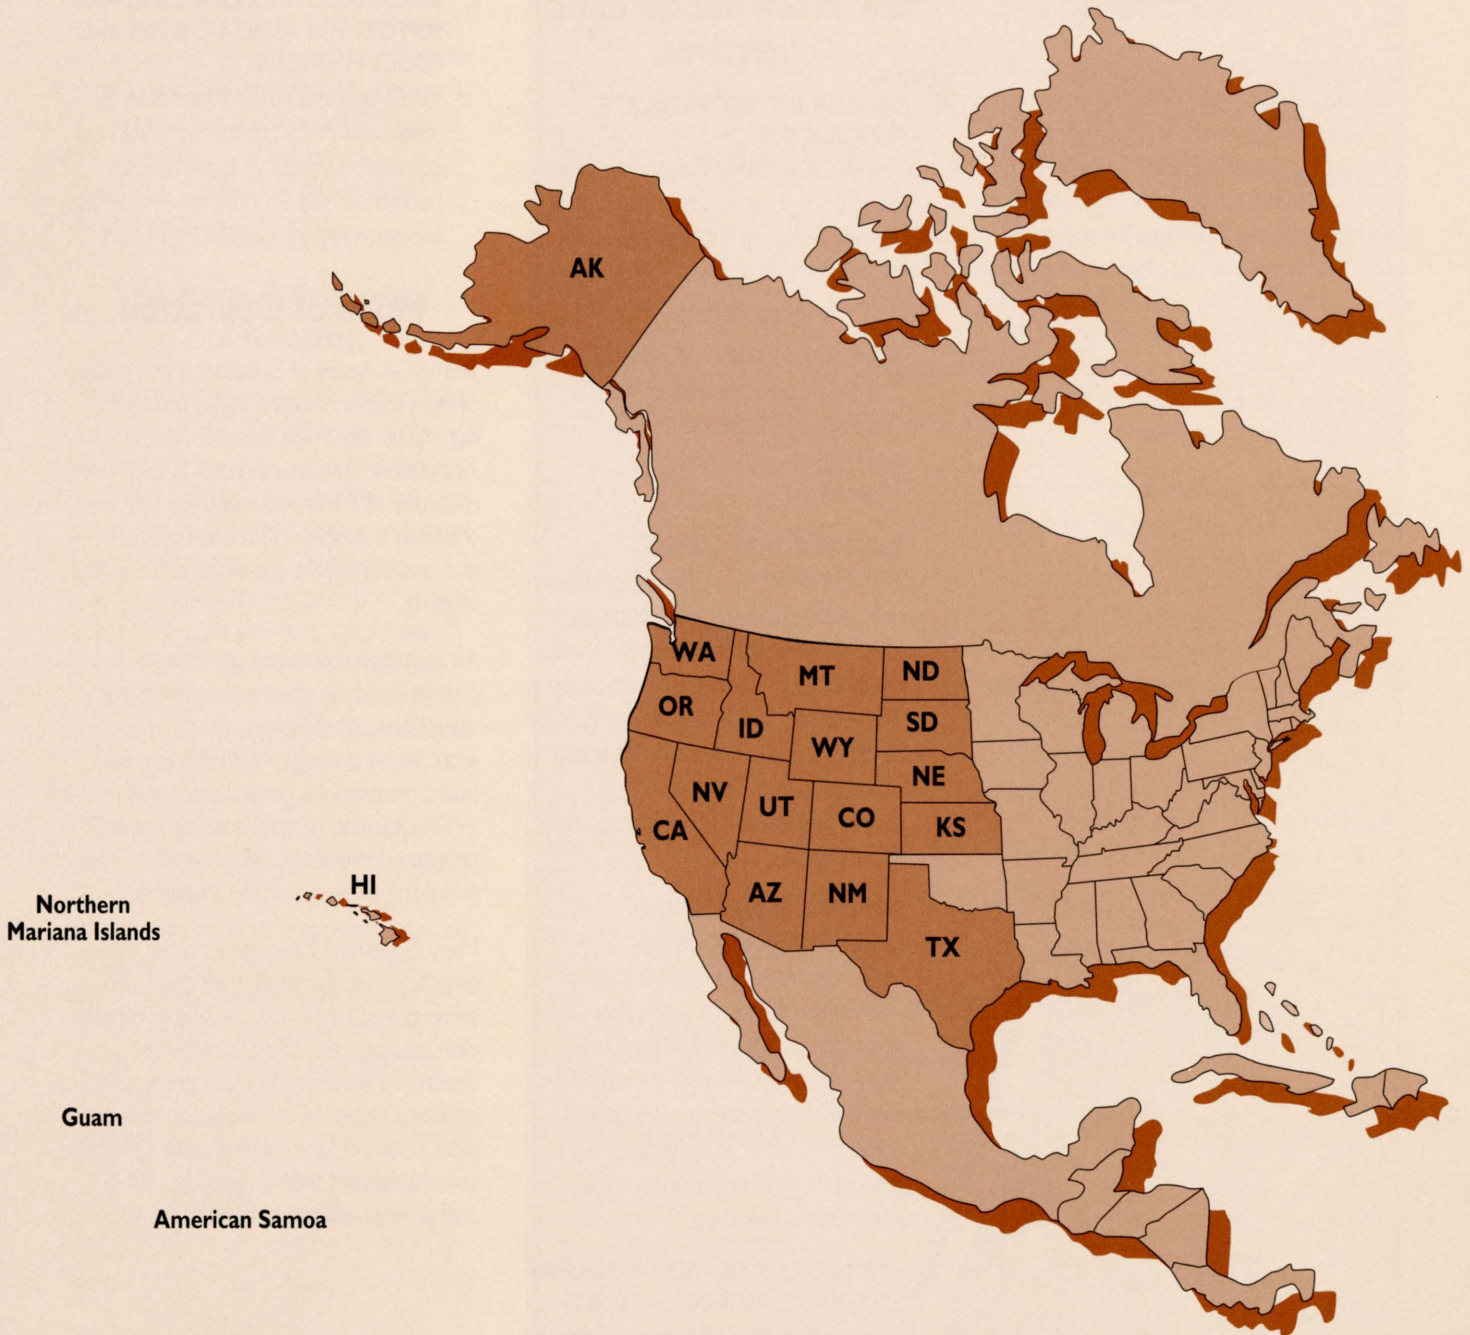 AK
WA
MT
ND
OR
ID
SD
WY
NE
NV
UT
CO
CA
KS
HI
AZ
NM
Northern
Mariana Islands
TX
Guam
American Samoa